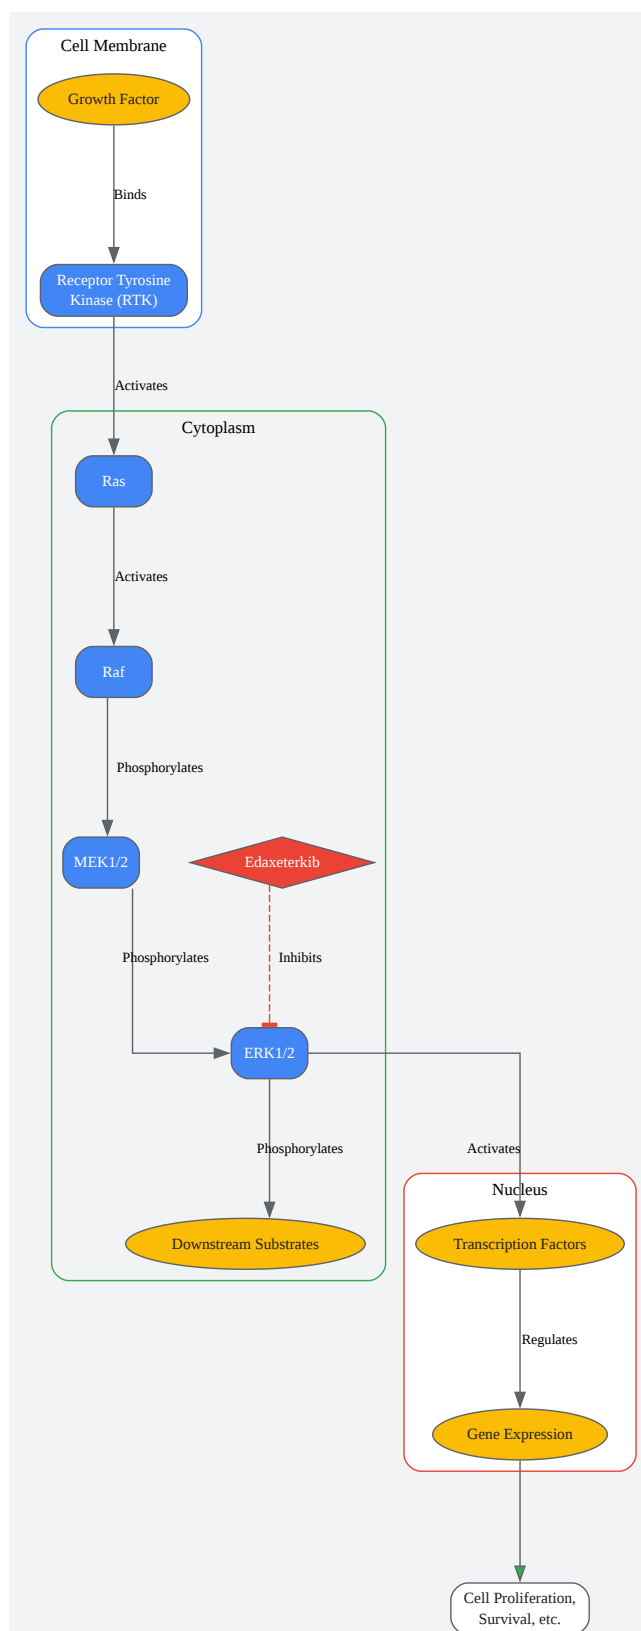 Cell Membrane
Growth Factor
Binds
Receptor Tyrosine
Kinase (RTK)
Activates
Cytoplasm
Ras
Activates
Raf
Phosphorylates
MEK1/2
Edaxeterkib
Phosphorylates
Inhibits
ERK1/2
Phosphorylates
Activates
Nucleus
Downstream Substrates
Transcription Factors
Regulates
Gene Expression
Cell Proliferation,
Survival, etc.